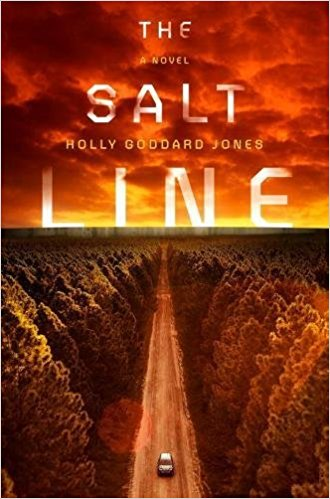 THE
A NOVEL
SALT
HOLLY GODDARD JONES
LINE